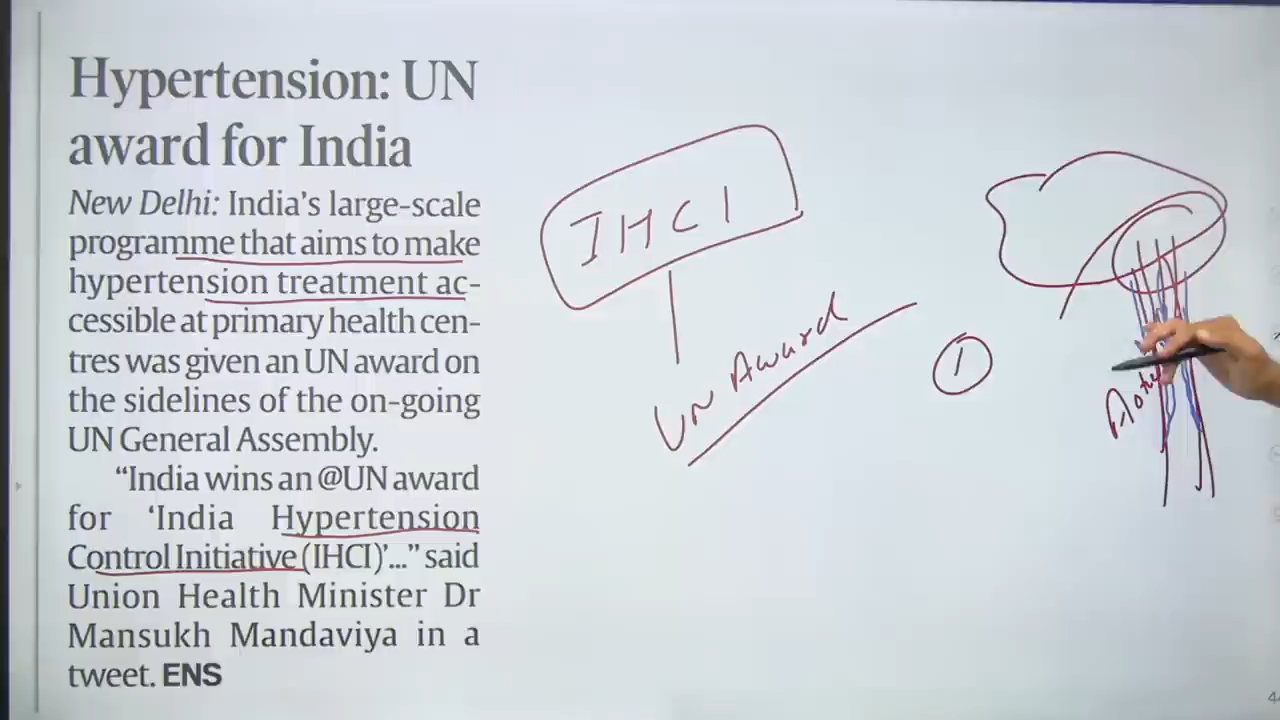 Hypertension: UN
award for India
New Delhi: India's large-scale
programme that aims to make
hypertension treatment ac-
cessible at primary health cen-
tres was given an UN award on
the sidelines of the on-going
UN General Assembly.
“India wins an @UN award
for ‘India Hypertension
Control Initiative (IHCI)’...” said
Union Health Minister Dr
Mansukh Mandaviya in a
tweet. ENS
IHCI
UN Award
1